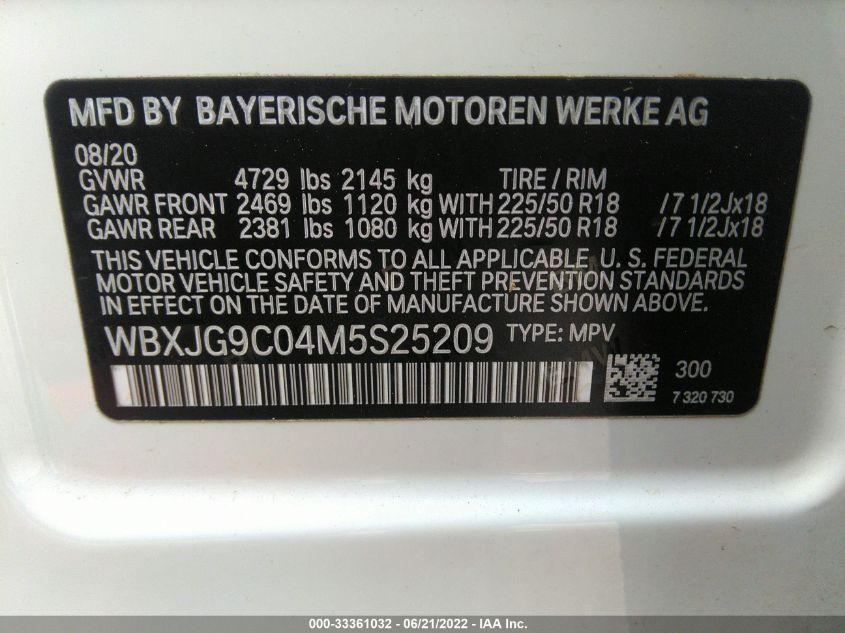 MFD BY BAYERISCHE MOTOREN WERKE AG
08/20
GVWR 4729 lbs 2145 kg TIRE / RIM
GAWR FRONT 2469 lbs 1120 kg WITH 225/50 R18 /7 1/2Jx18
GAWR REAR 2381 lbs 1080 kg WITH 225/50 R18 /7 1/2Jx18
THIS VEHICLE CONFORMS TO ALL APPLICABLE, U. S. FEDERAL
MOTOR VEHICLE SAFETY AND THEFT PREVENTION STANDARDS
IN EFFECT ON THE DATE OF MANUFACTURE SHOWN ABOVE.
WBXJG9C04M5S25209 TYPE: MPV
300
7 320 730
000-33361032 - 06/21/2022 - IAA Inc.